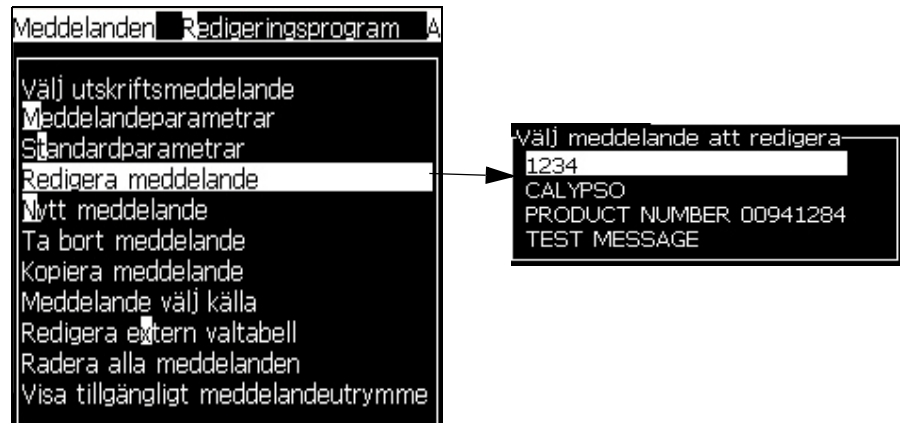 Meddelanden Redigeringsprogram A
Välj utskriftsmeddelande
Meddelandeparametrar
Standardparametrar
Redigera meddelande
Nytt meddelande
Ta bort meddelande
Kopiera meddelande
Meddelande välj källa
Redigera extern valtabell
Radera alla meddelanden
Visa tillgängligt meddelandeutrymme
Välj meddelande att redigera
1234
CALYPSO
PRODUCT NUMBER 00941284
TEST MESSAGE